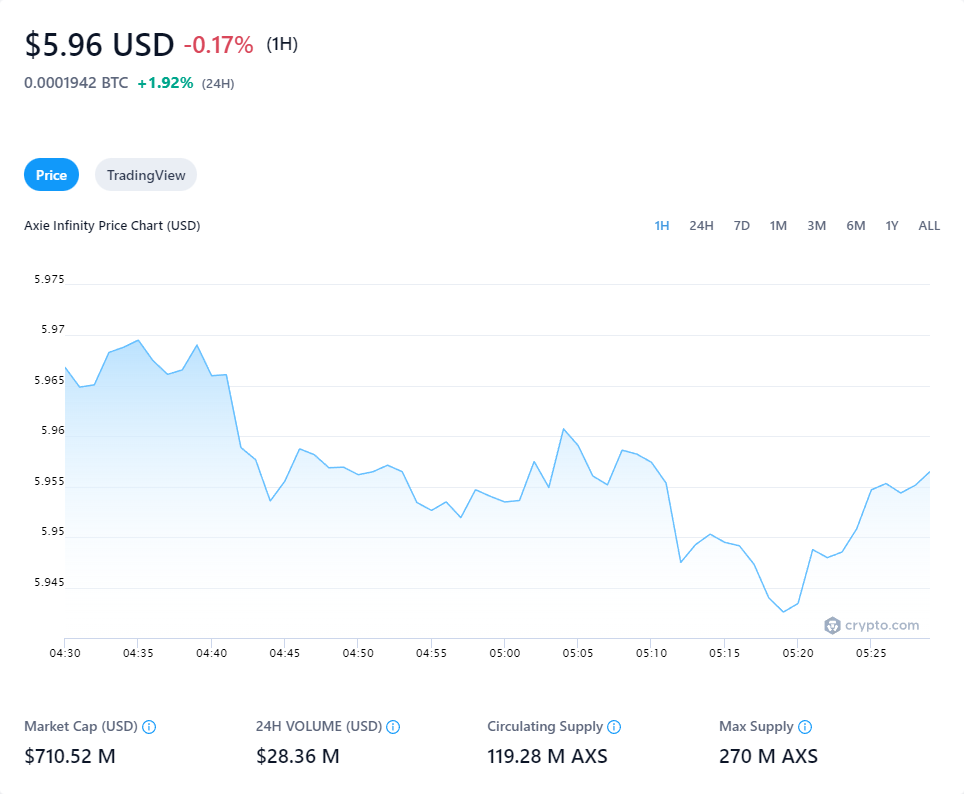 $5.96 USD -0.17% (1H)
0.0001942 BTC +1.92% (24H)
Price TradingView
Axie Infinity Price Chart (USD) 1H 24H 7D 1M 3M 6M 1Y ALL
5.975
5.97
5.965
5.96
5.955
5.95
5.945
crypto.com
04:30 04:35 04:40 04:45 04:50 04:55 05:00 05:05 05:10 05:15 05:20 05:25
Market Cap (USD) 24H VOLUME (USD) Circulating Supply Max Supply
$710.52 M $28.36 M 119.28 M AXS 270 M AXS